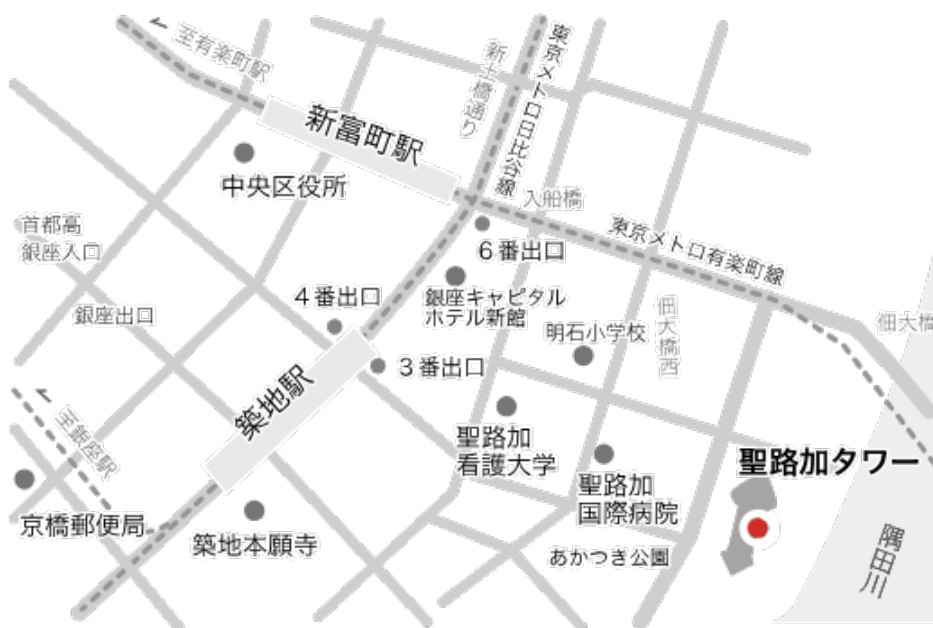 至有楽町駅
新富町駅
新大橋通り
東京メトロ日比谷線
中央区役所
入船橋
東京メトロ有楽町線
首都高
銀座入口
６番出口
銀座出口
４番出口
銀座キャピタル
ホテル新館
明石小学校
佃大橋西
佃大橋
３番出口
築地駅
至銀座駅
聖路加
看護大学
聖路加タワー
聖路加
国際病院
京橋郵便局
築地本願寺
あかつき公園
隅田川